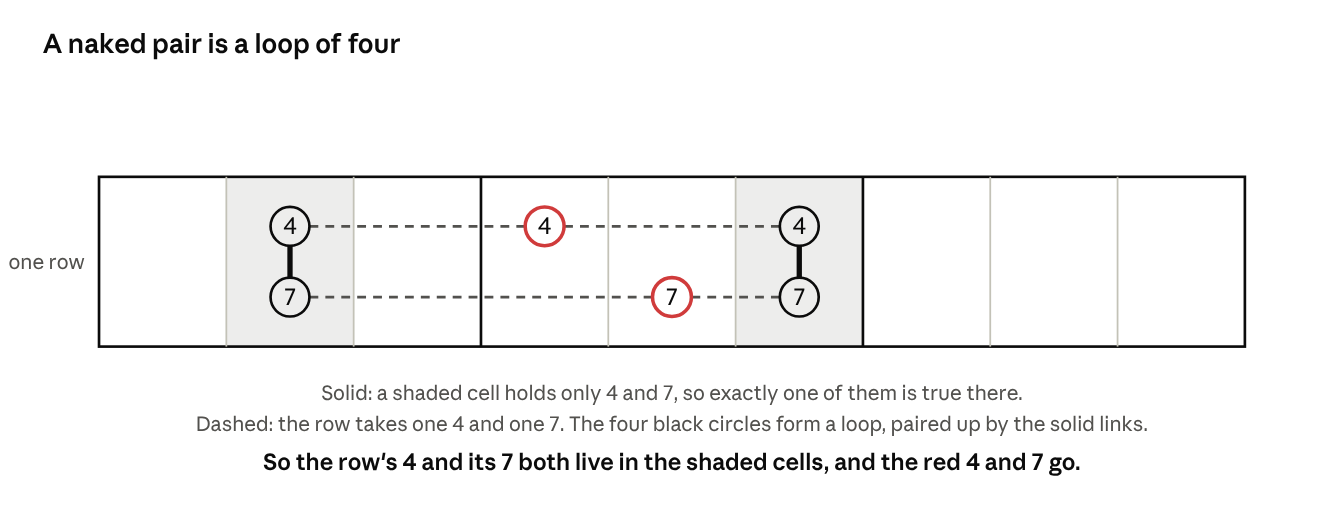 A naked pair is a loop of four
4 4 4
one row
7 7 7
Solid: a shaded cell holds only 4 and 7, so exactly one of them is true there.
Dashed: the row takes one 4 and one 7. The four black circles form a loop, paired up by the solid links.
So the row's 4 and its 7 both live in the shaded cells, and the red 4 and 7 go.